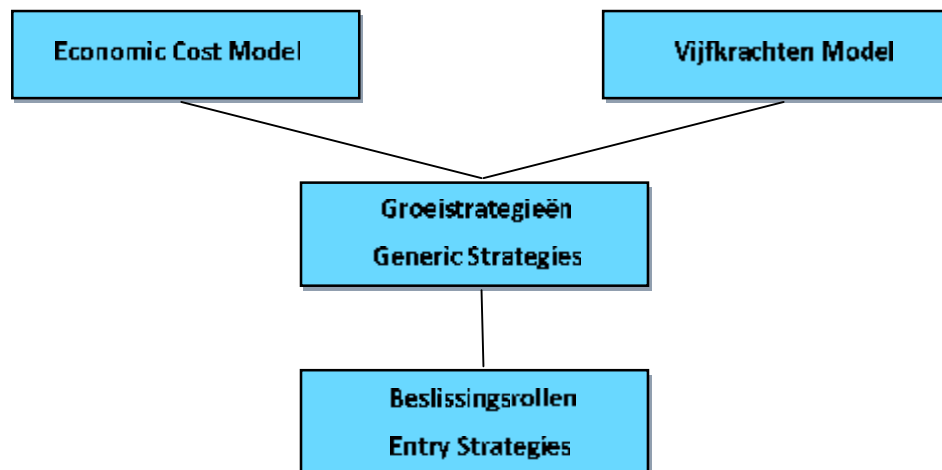 Economic Cost Model
Vijfkrachten Model
Groeistrategieën
Generic Strategies
Beslissingsrollen
Entry Strategies